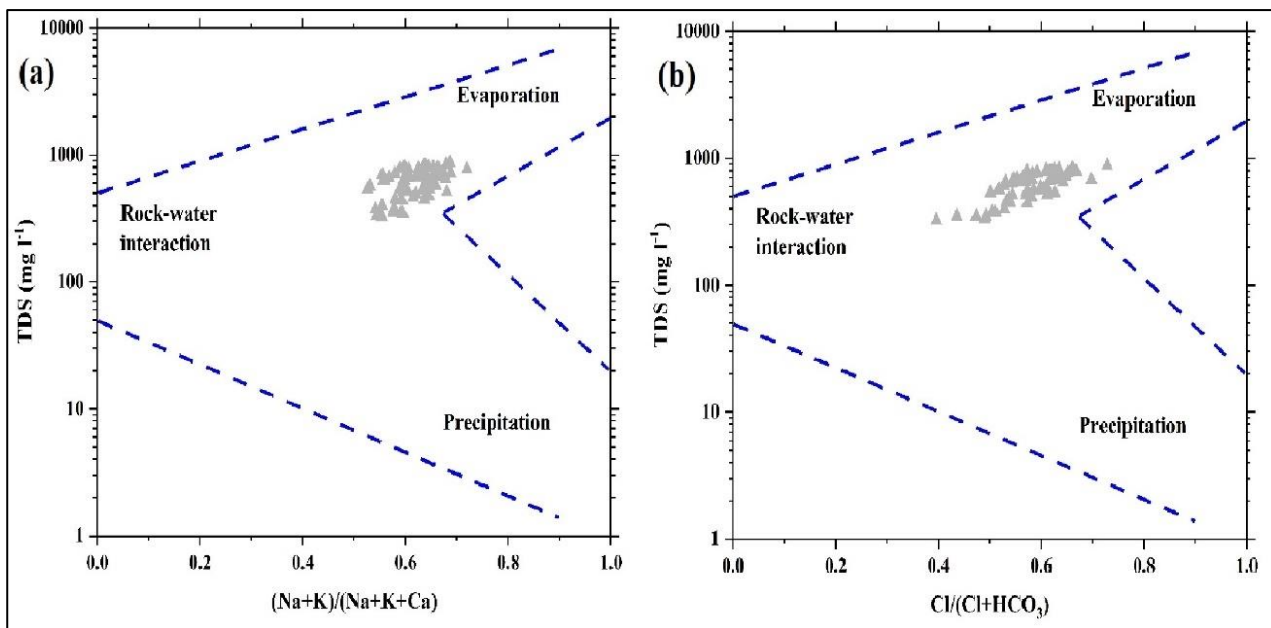 (a)
10000
1000
100
10
1
TDS (mg l⁻¹)
Evaporation
Rock-water
interaction
Precipitation
0.0 0.2 0.4 0.6 0.8 1.0
(Na+K)/(Na+K+Ca)
(b)
10000
1000
100
10
1
TDS (mg l⁻¹)
Evaporation
Rock-water
interaction
Precipitation
0.0 0.2 0.4 0.6 0.8 1.0
Cl/(Cl+HCO₃)